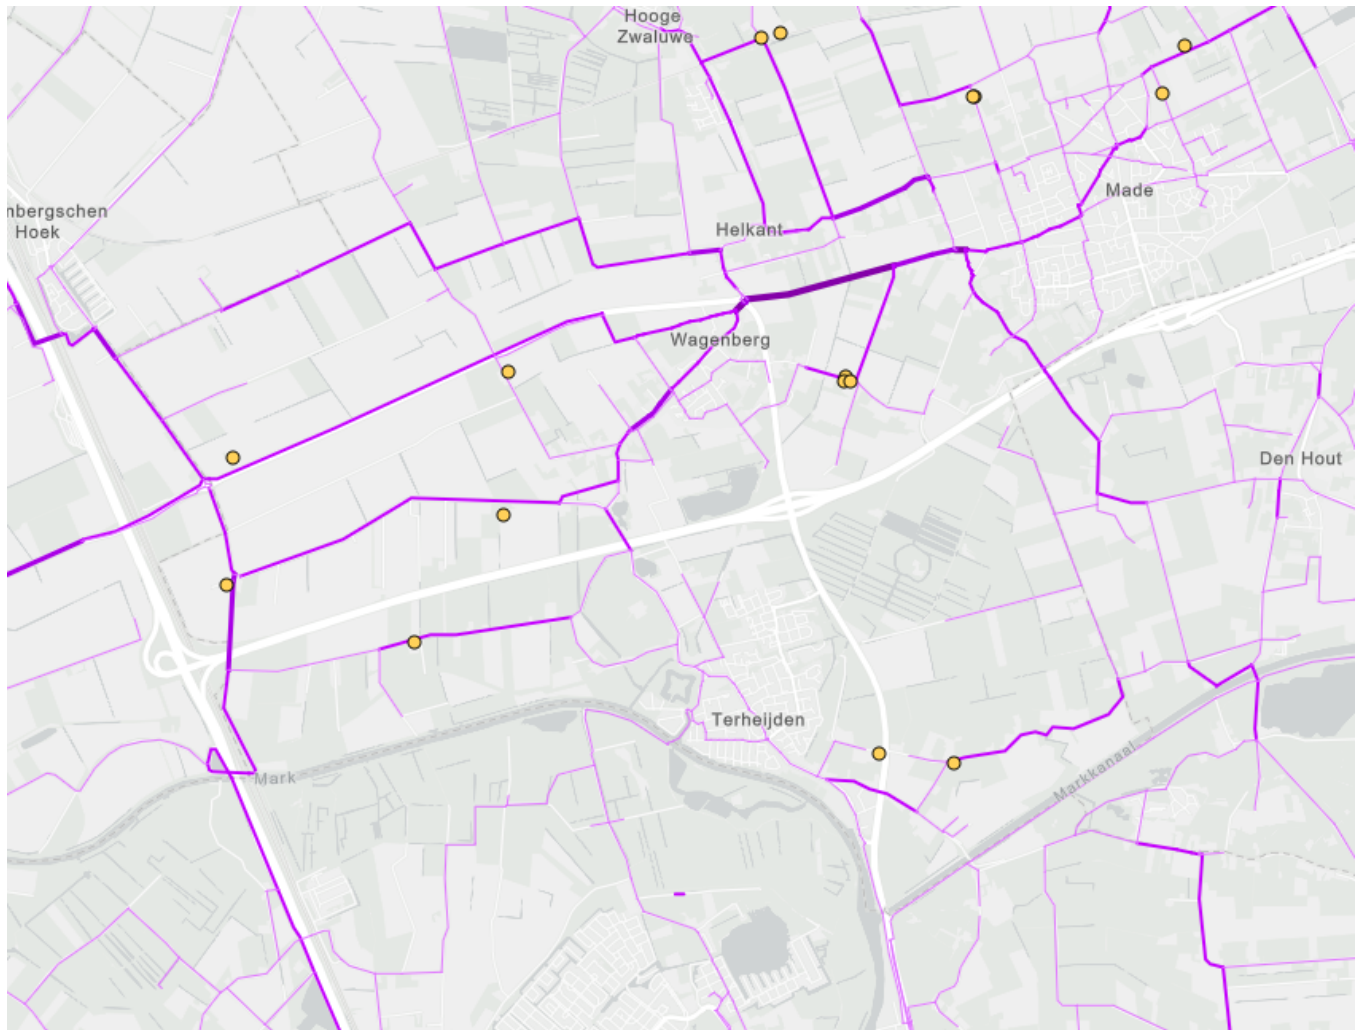 Hooge
Zwaluwe
Made
nbergschen
Hoek
Helkant
Wagenberg
Den Hout
Terheijden
Mark
Markkanaal